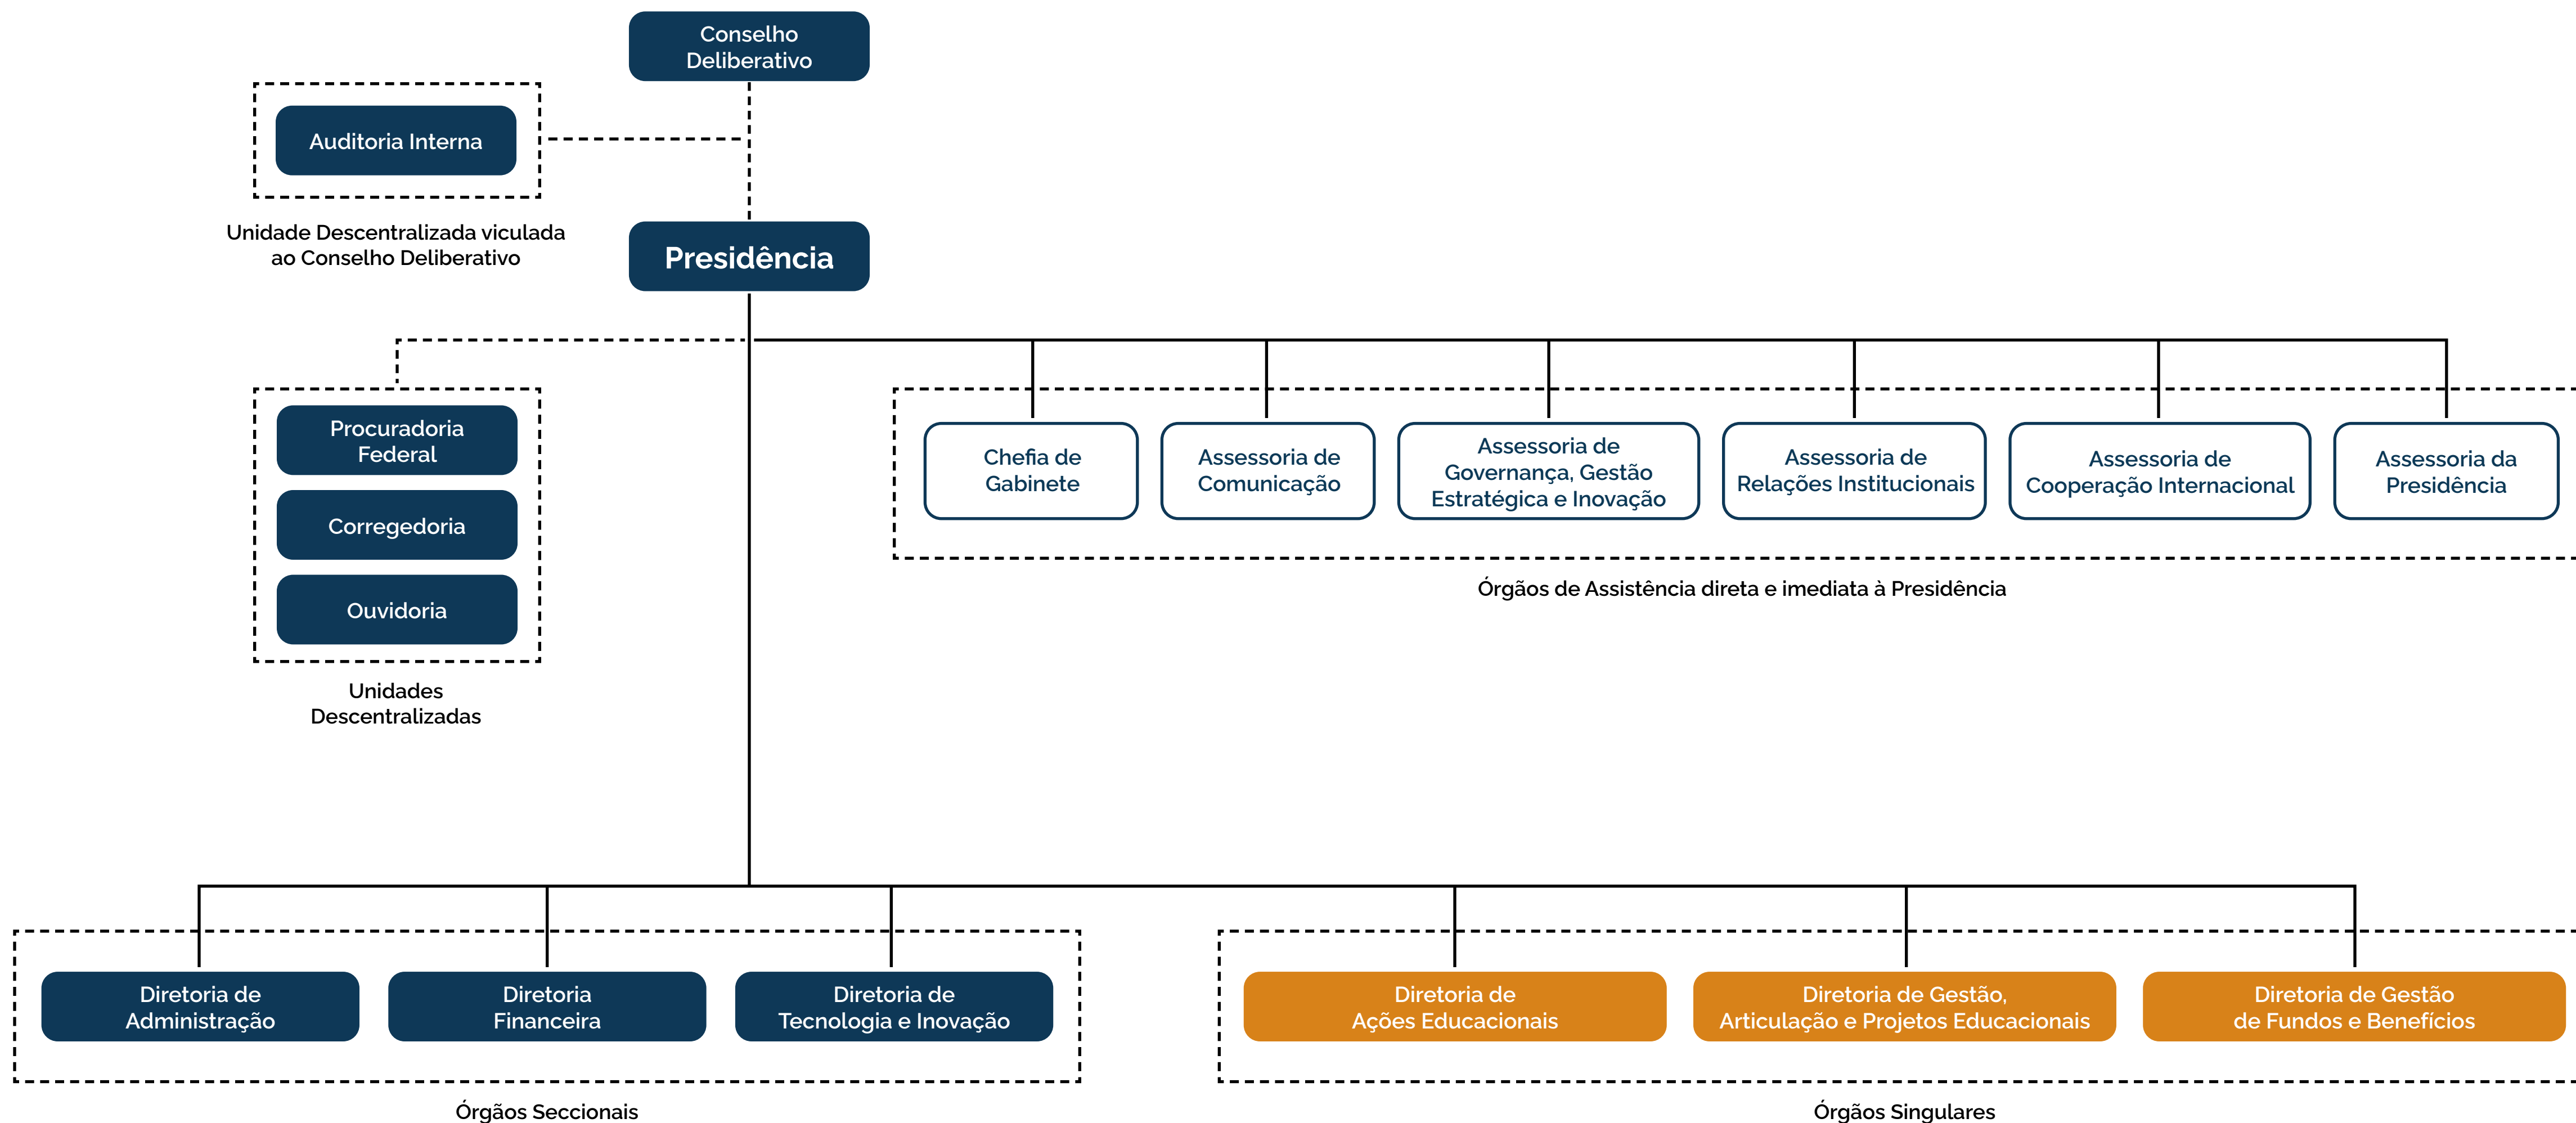 Conselho
Deliberativo
Auditoria Interna
Unidade Descentralizada viculada
ao Conselho Deliberativo
Presidência
Procuradoria
Federal
Corregedoria
Ouvidoria
Unidades
Descentralizadas
Chefia de
Gabinete
Assessoria de
Comunicação
Assessoria de
Governança, Gestão
Estratégica e Inovação
Assessoria de
Relações Institucionais
Assessoria de
Cooperação Internacional
Assessoria da
Presidência
Órgãos de Assistência direta e imediata à Presidência
Diretoria de
Administração
Diretoria
Financeira
Diretoria de
Tecnologia e Inovação
Órgãos Seccionais
Diretoria de
Ações Educacionais
Diretoria de Gestão,
Articulação e Projetos Educacionais
Diretoria de Gestão
de Fundos e Benefícios
Órgãos Singulares